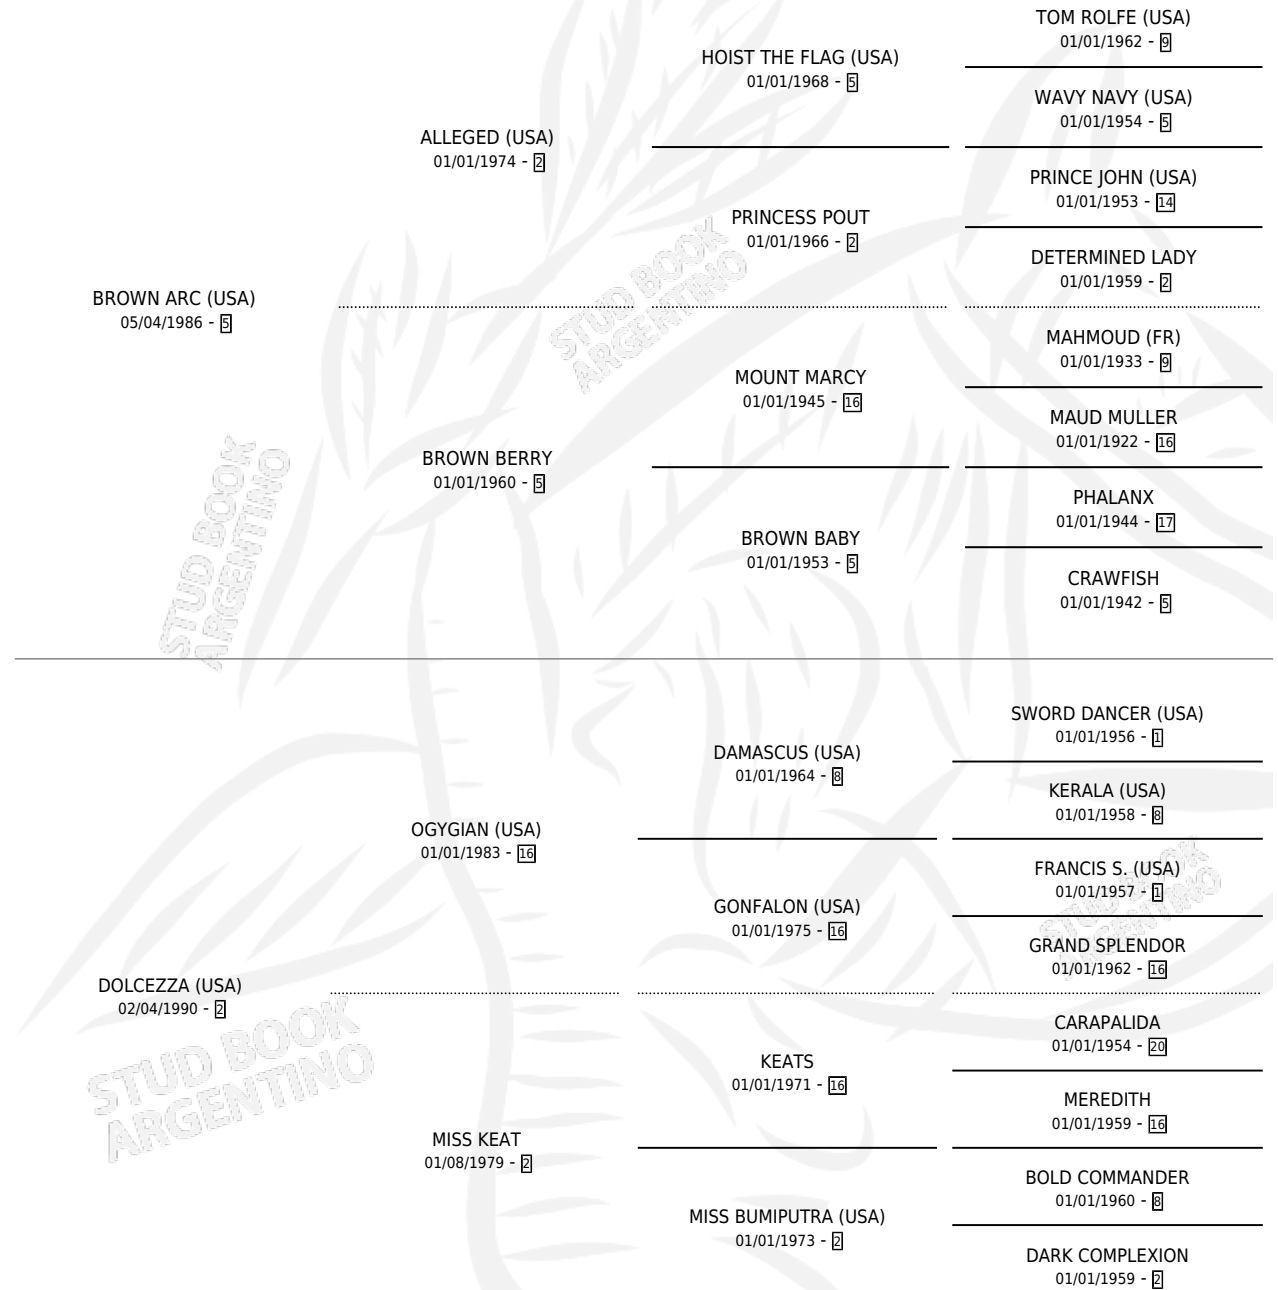 TOM ROLFE (USA)
01/01/1962 - 9
HOIST THE FLAG (USA)
01/01/1968 - 5
WAVY NAVY (USA)
01/01/1954 - 5
ALLEGED (USA)
01/01/1974 - 2
PRINCE JOHN (USA)
01/01/1953 - 14
PRINCESS POUT
01/01/1966 - 2
DETERMINED LADY
01/01/1959 - 2
BROWN ARC (USA)
05/04/1986 - 5
STUD BOOK
ARGENTINO
MAHMOUD (FR)
01/01/1933 - 9
MOUNT MARCY
01/01/1945 - 16
MAUD MULLER
01/01/1922 - 16
BROWN BERRY
01/01/1960 - 5
PHALANX
01/01/1944 - 17
BROWN BABY
01/01/1953 - 5
CRAWFISH
01/01/1942 - 5
STUD BOOK
ARGENTINO
SWORD DANCER (USA)
01/01/1956 - 1
DAMASCUS (USA)
01/01/1964 - 8
KERALA (USA)
01/01/1958 - 8
OGYGIAN (USA)
01/01/1983 - 16
FRANCIS S. (USA)
01/01/1957 - 1
GONFALON (USA)
01/01/1975 - 16
GRAND SPLENDOR
01/01/1962 - 16
STUD BOOK
ARGENTINO
DOLCEZZA (USA)
02/04/1990 - 2
CARAPALIDA
01/01/1954 - 20
KEATS
01/01/1971 - 16
MEREDITH
01/01/1959 - 16
STUD BOOK
ARGENTINO
MISS KEAT
01/08/1979 - 2
BOLD COMMANDER
01/01/1960 - 8
MISS BUMIPUTRA (USA)
01/01/1973 - 2
DARK COMPLEXION
01/01/1959 - 2